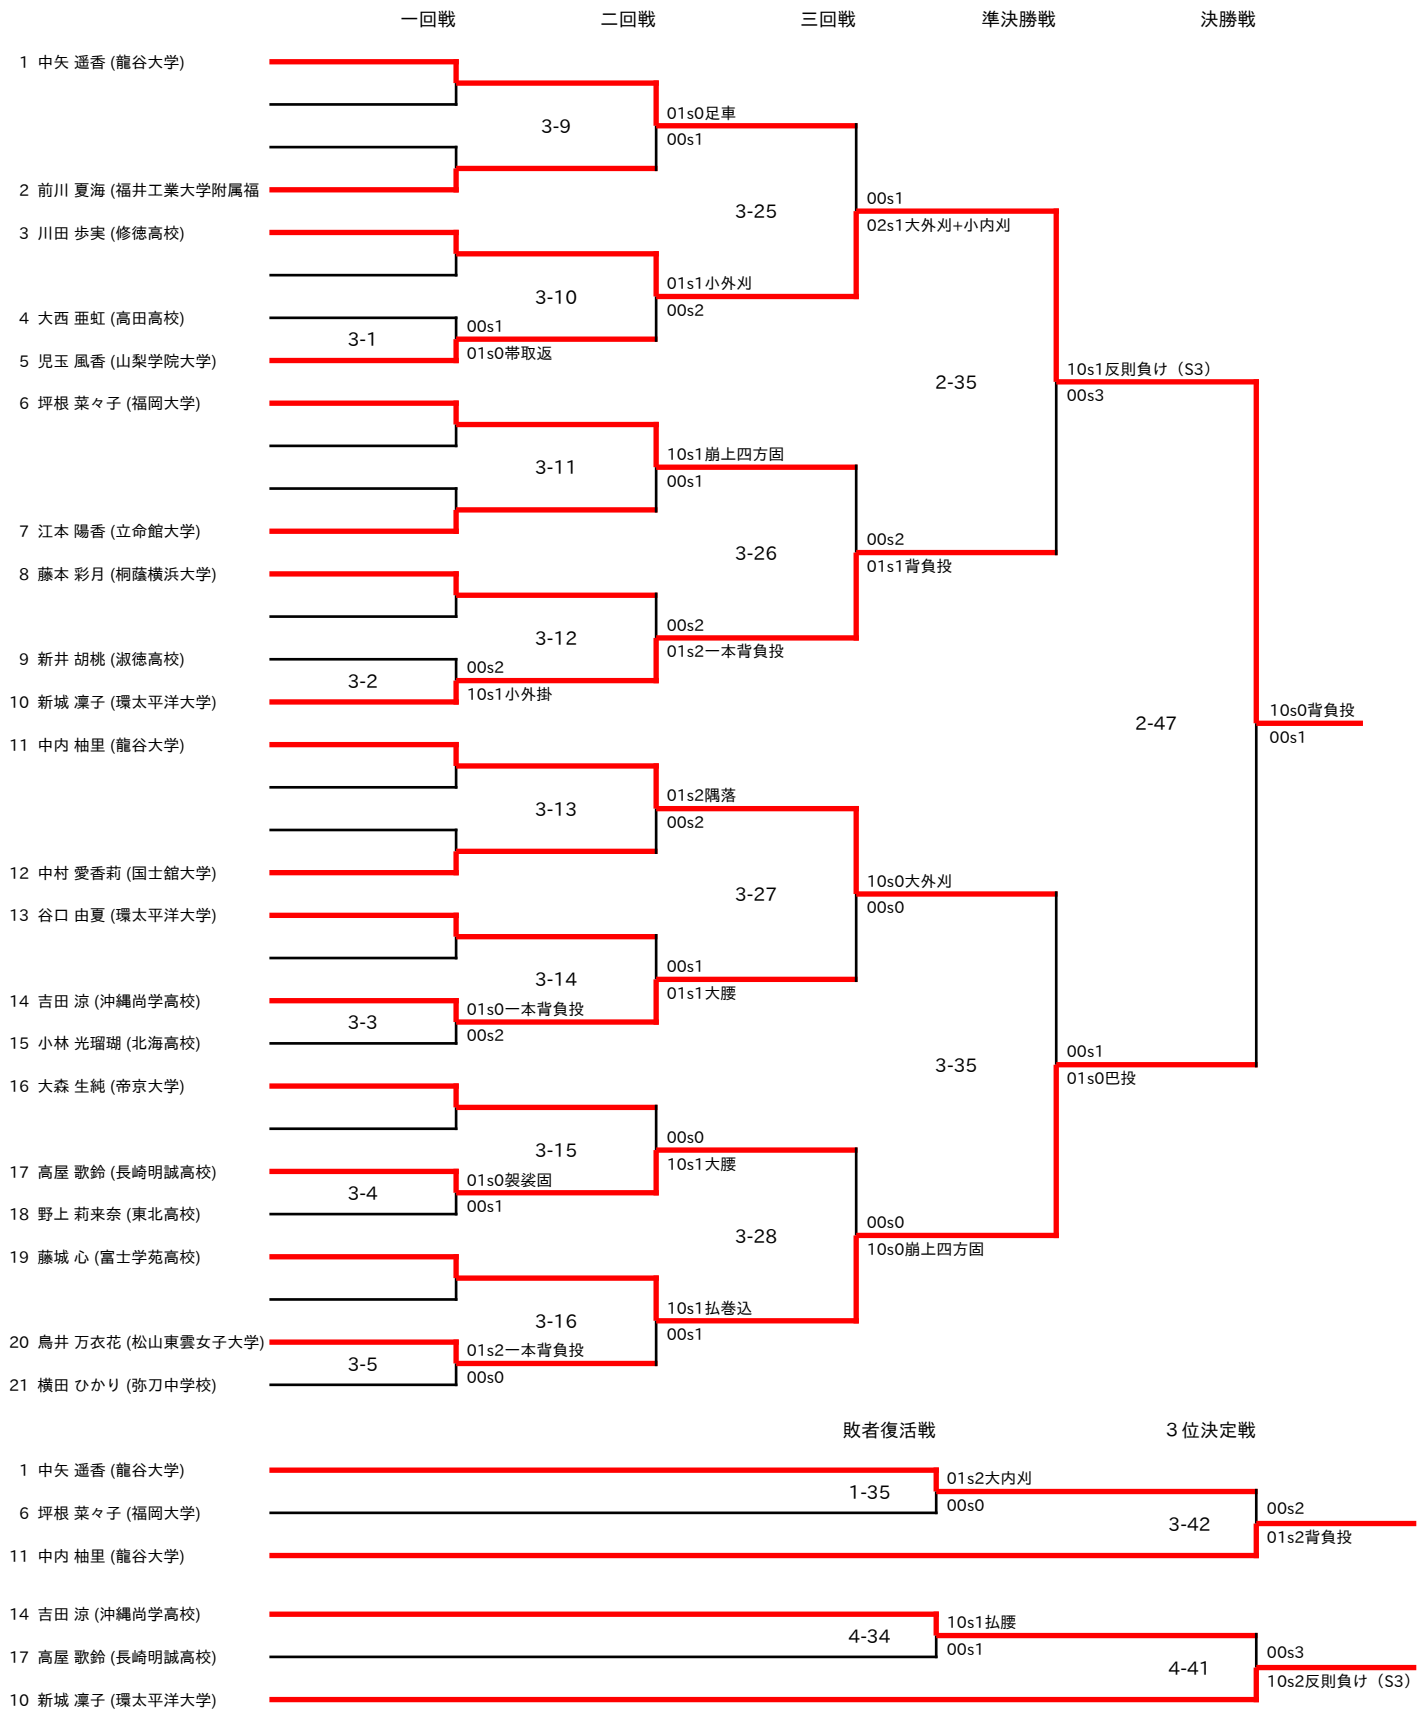 一回戦 二回戦 三回戦 準決勝戦 決勝戦
1 中矢 遥香 (龍谷大学)
01s0足車
3-9
00s1
2 前川 夏海 (福井工業大学附属福
00s1
3-25
02s1大外刈+小内刈
3 川田 歩実 (修徳高校)
01s1小外刈
3-10
00s2
4 大西 亜虹 (高田高校)
00s1
3-1
01s0帯取返
5 児玉 風香 (山梨学院大学)
10s1反則負け（S3）
2-35
00s3
6 坪根 菜々子 (福岡大学)
10s1崩上四方固
3-11
00s1
7 江本 陽香 (立命館大学)
00s2
3-26
01s1背負投
8 藤本 彩月 (桐蔭横浜大学)
00s2
3-12
01s2一本背負投
9 新井 胡桃 (淑徳高校)
00s2
3-2
10s1小外掛
10 新城 凜子 (環太平洋大学)
10s0背負投
2-47
00s1
11 中内 柚里 (龍谷大学)
01s2隅落
3-13
00s2
12 中村 愛香莉 (国士舘大学)
10s0大外刈
3-27
00s0
13 谷口 由夏 (環太平洋大学)
00s1
3-14
01s1大腰
14 吉田 涼 (沖縄尚学高校)
01s0一本背負投
3-3
00s2
15 小林 光瑠瑚 (北海高校)
00s1
3-35
01s0巴投
16 大森 生純 (帝京大学)
00s0
3-15
10s1大腰
17 高屋 歌鈴 (長崎明誠高校)
01s0袈裟固
3-4
00s1
18 野上 莉来奈 (東北高校)
00s0
3-28
10s0崩上四方固
19 藤城 心 (富士学苑高校)
10s1払巻込
3-16
00s1
20 鳥井 万衣花 (松山東雲女子大学)
01s2一本背負投
3-5
00s0
21 横田 ひかり (弥刀中学校)
敗者復活戦 ３位決定戦
1 中矢 遥香 (龍谷大学)
01s2大内刈
1-35
00s0
6 坪根 菜々子 (福岡大学)
00s2
3-42
01s2背負投
11 中内 柚里 (龍谷大学)
14 吉田 涼 (沖縄尚学高校)
10s1払腰
4-34
00s1
17 高屋 歌鈴 (長崎明誠高校)
00s3
4-41
10s2反則負け（S3）
10 新城 凜子 (環太平洋大学)